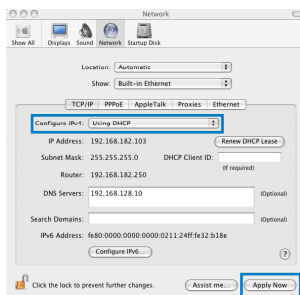 Network
Show All Displays Sound Network Startup Disk
Location: Automatic
Show: Built-in Ethernet
TCP/IP PPPoE AppleTalk Proxies Ethernet
Configure IPv4: Using DHCP
IP Address: 192.168.182.103 Renew DHCP Lease
Subnet Mask: 255.255.255.0 DHCP Client ID:
(If required)
Router: 192.168.182.250
DNS Servers: 192.168.128.10 (Optional)
Search Domains: (Optional)
IPv6 Address: fe80:0000:0000:0000:0211:24ff:fe32:b18e
Configure IPv6... ?
Click the lock to prevent further changes. Assist me... Apply Now